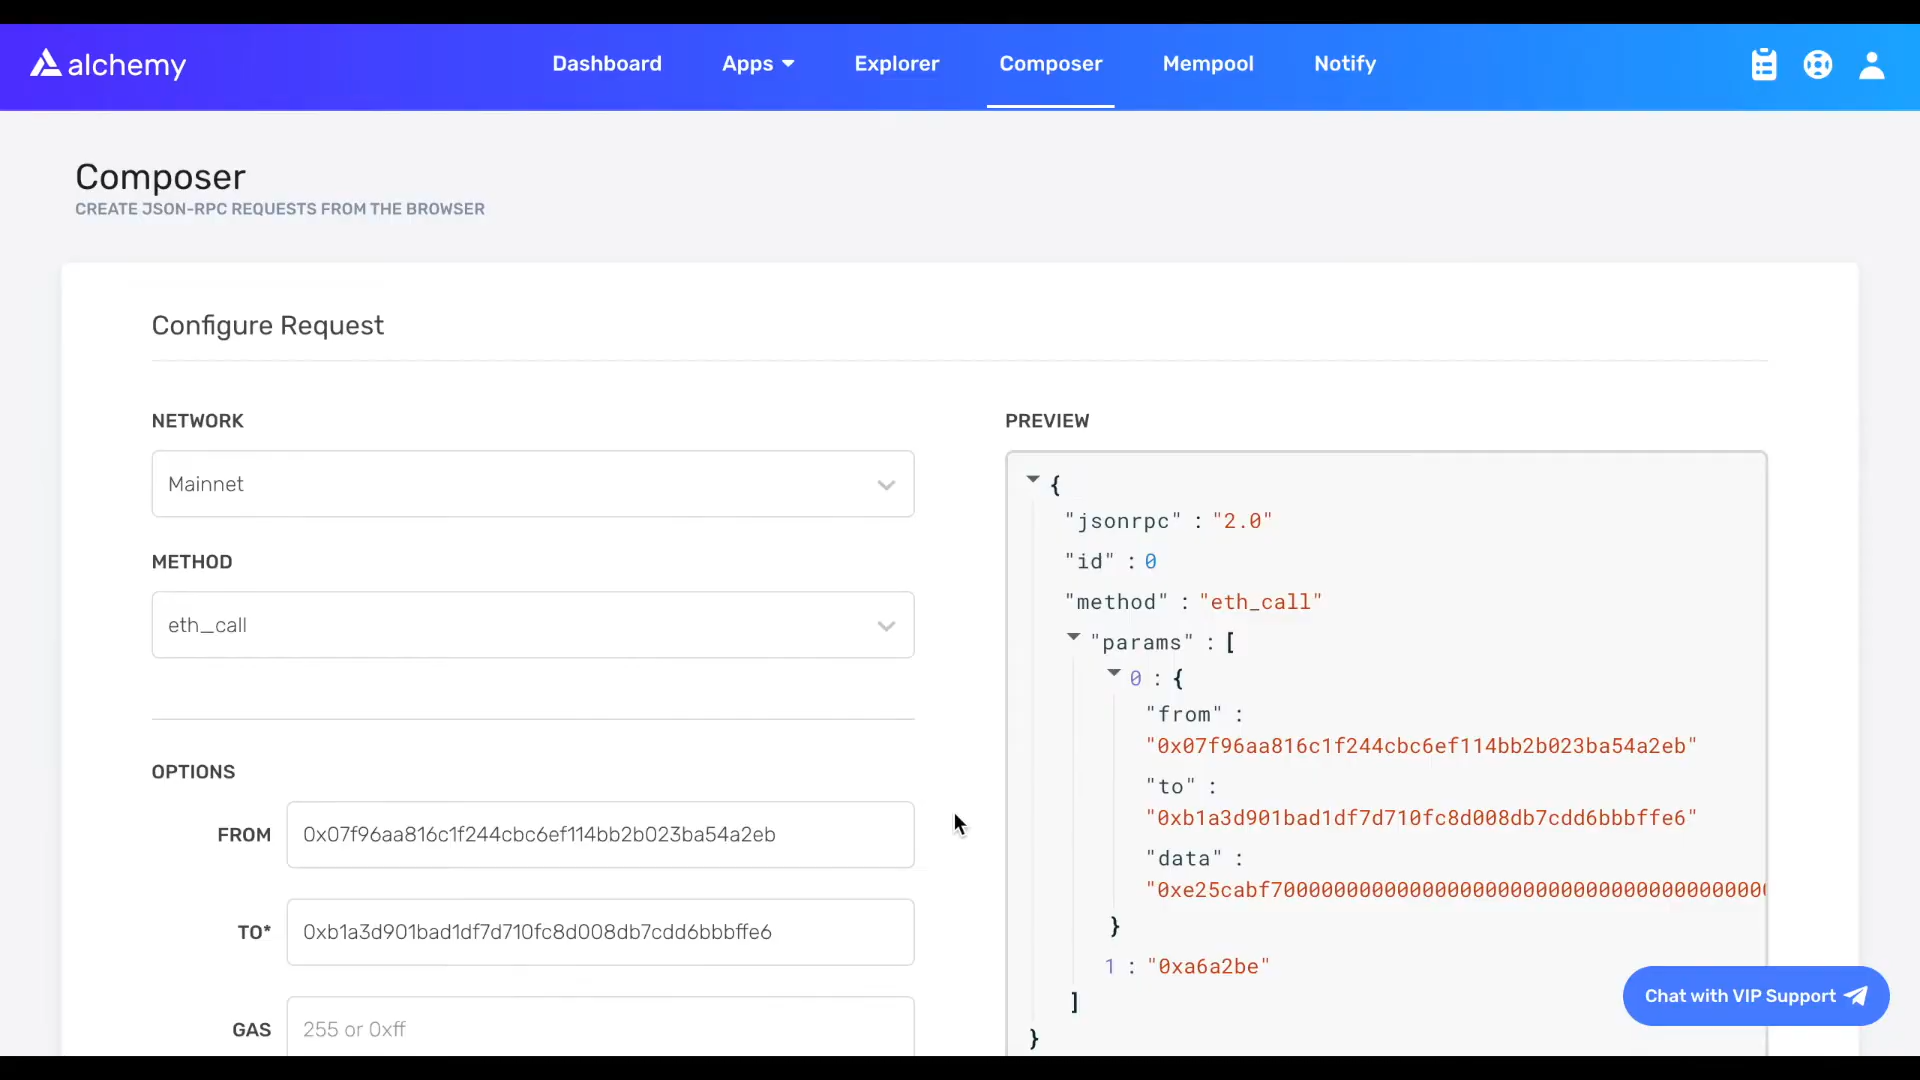 alchemy
Dashboard Apps Explorer Composer Mempool Notify
Composer
CREATE JSON-RPC REQUESTS FROM THE BROWSER
Configure Request
NETWORK
Mainnet
METHOD
eth_call
OPTIONS
FROM 0x07f96aa816c1f244cbc6ef114bb2b023ba54a2eb
TO* 0xb1a3d901bad1df7d710fc8d008db7cdd6bbbffe6
GAS 255 or 0xff
PREVIEW
{
"jsonrpc" : "2.0"
"id" : 0
"method" : "eth_call"
"params" : [
0 : {
"from" :
"0x07f96aa816c1f244cbc6ef114bb2b023ba54a2eb"
"to" :
"0xb1a3d901bad1df7d710fc8d008db7cdd6bbbffe6"
"data" :
}
1 : "0xa6a2be"
]
}
Chat with VIP Support